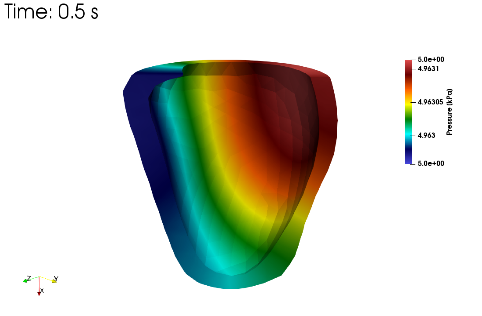 Time: 0.5 s
5.0e+00
4.9631
4.96305
4.963
5.0e+00
Pressure (kPa)
Z
Y
X